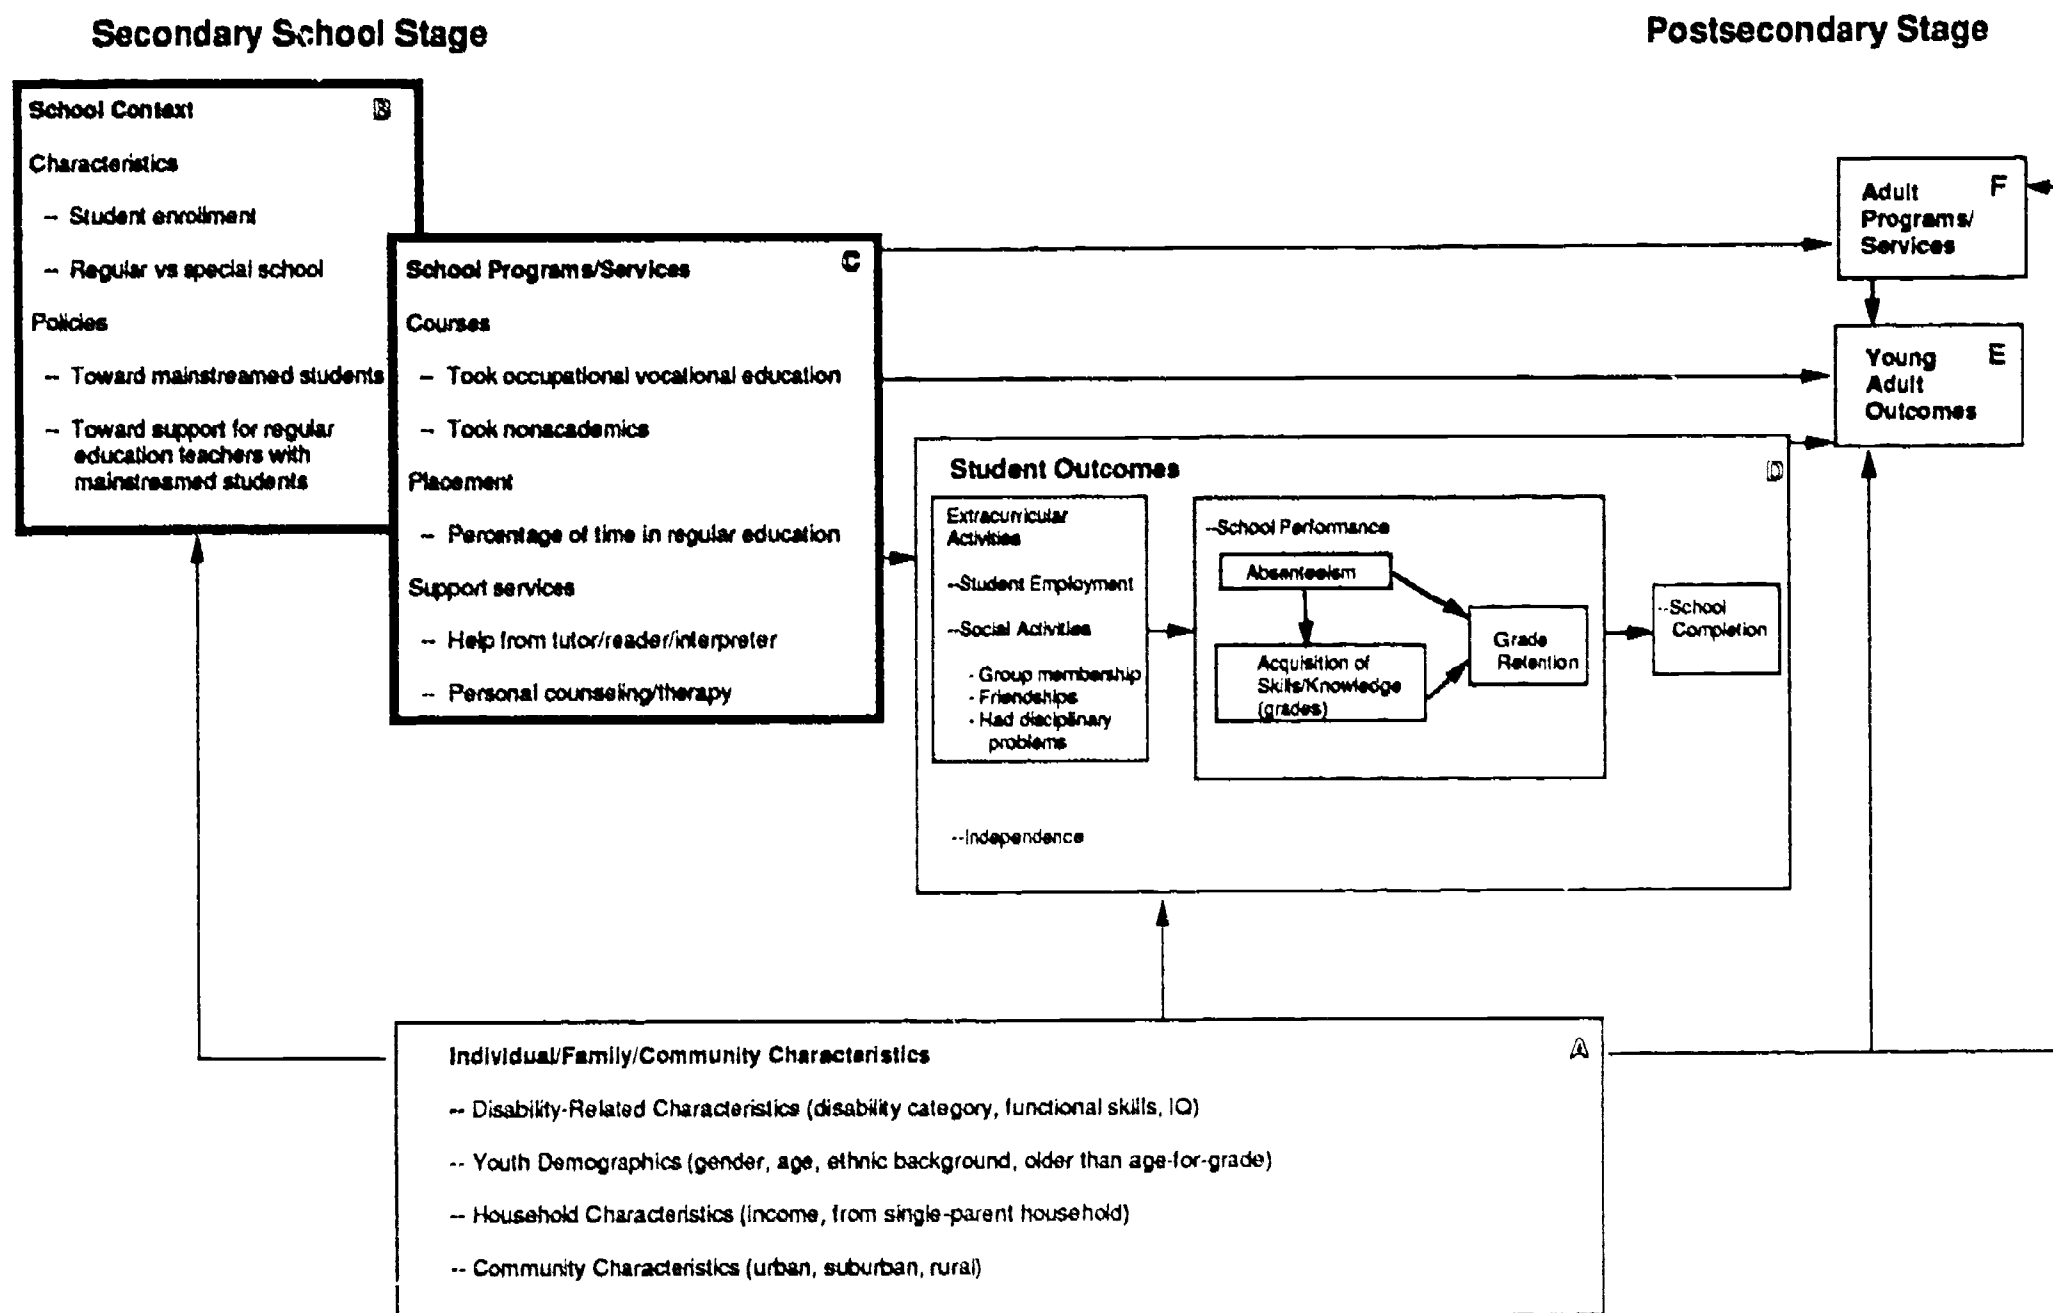 Secondary School Stage
Postsecondary Stage
School Context B
Characteristics
-- Student enrollment
-- Regular vs special school
Policies
-- Toward mainstreamed students
-- Toward support for regular
education teachers with
mainstreamed students
School Programs/Services C
Courses
-- Took occupational vocational education
-- Took nonacademics
Placement
-- Percentage of time in regular education
Support services
-- Help from tutor/reader/interpreter
-- Personal counseling/therapy
Adult F
Programs/
Services
Young E
Adult
Outcomes
Student Outcomes D
Extracurricular
Activities
--Student Employment
--Social Activities
- Group membership
- Friendships
- Had disciplinary
problems
--School Performance
Absenteeism
Acquisition of
Skills/Knowledge
(grades)
Grade
Retention
--School
Completion
--Independence
Individual/Family/Community Characteristics A
-- Disability-Related Characteristics (disability category, functional skills, IQ)
-- Youth Demographics (gender, age, ethnic background, older than age-for-grade)
-- Household Characteristics (income, from single-parent household)
-- Community Characteristics (urban, suburban, rural)